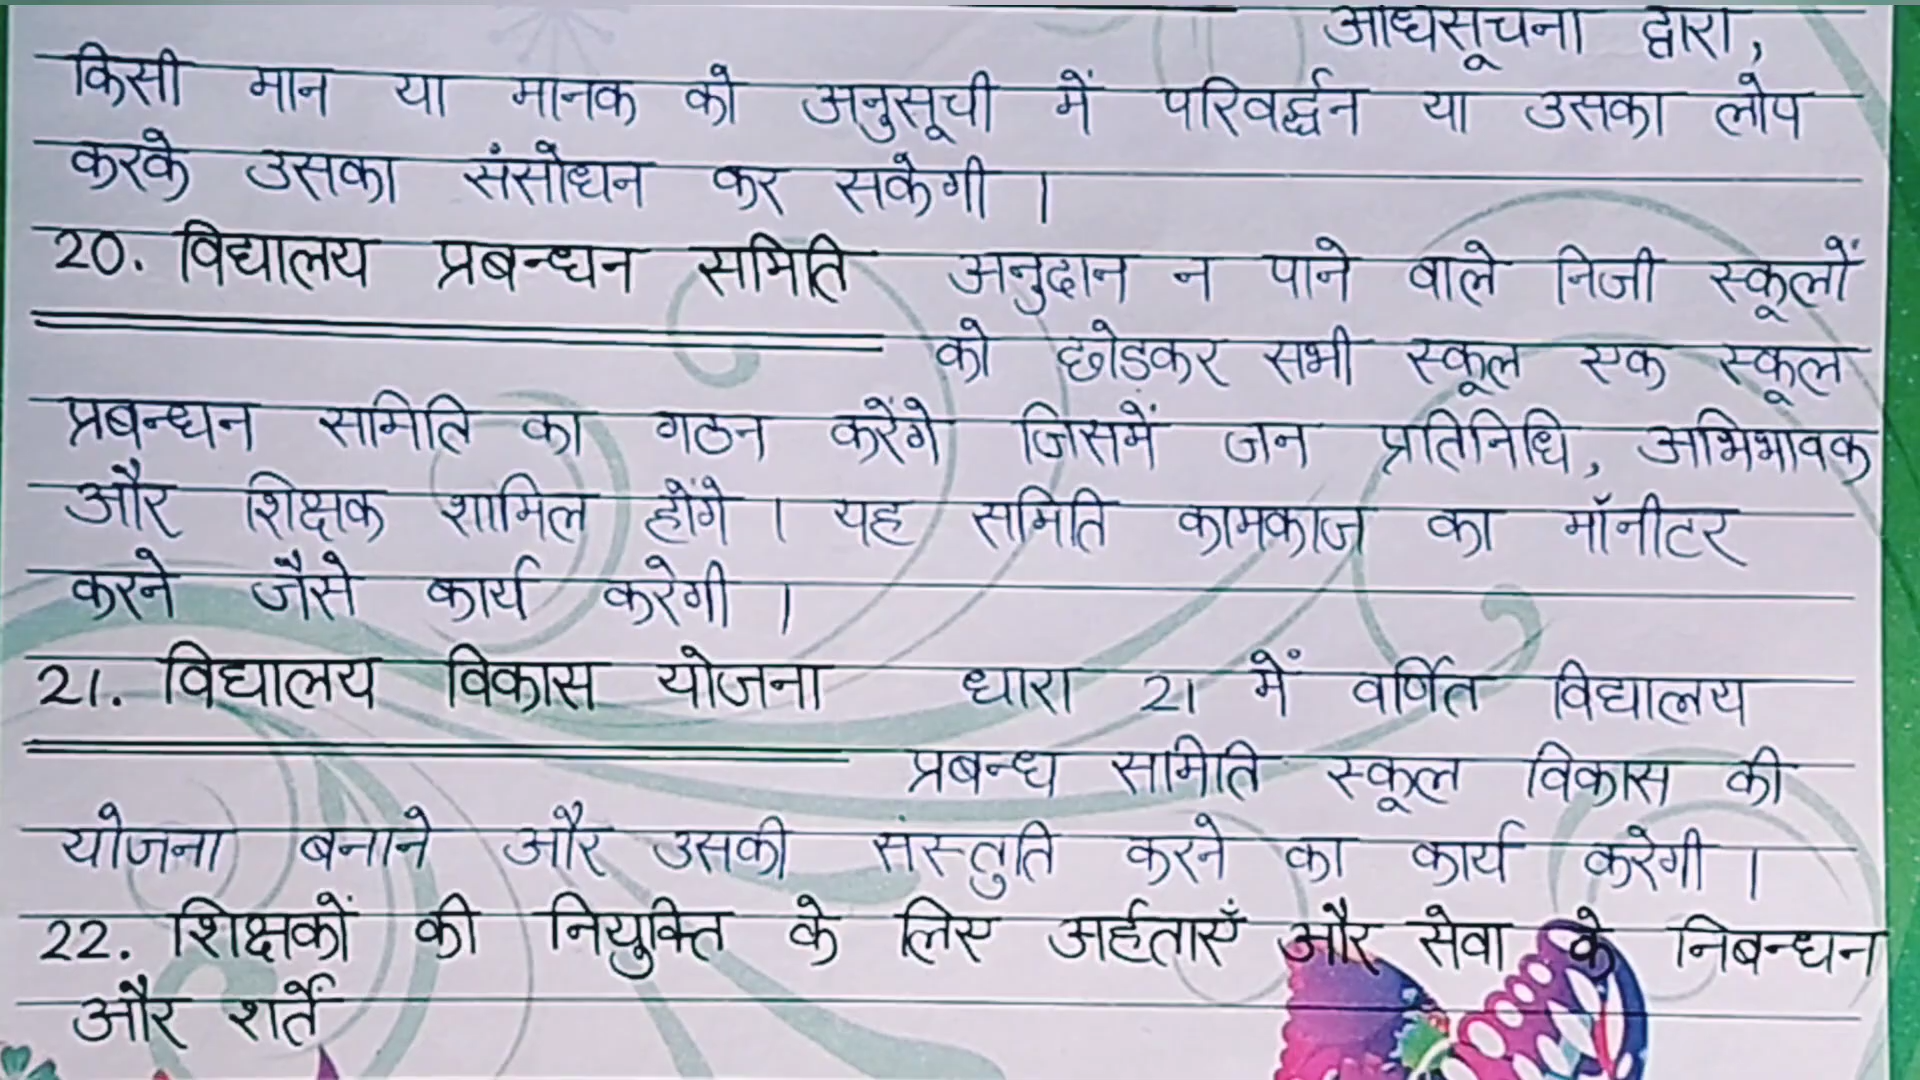 अधिसूचना द्वारा,
किसी मान या मानक को अनुसूची में परिवर्द्धन या उसका लोप
करके उसका संसोधन कर सकेगी ।
20. विद्यालय प्रबन्धन समिति अनुदान न पाने वाले निजी स्कूलों
को छोड़कर सभी स्कूल एक स्कूल
प्रबन्धन समिति का गठन करेंगे जिसमें जन प्रतिनिधि, अभिभावक
और शिक्षक शामिल होंगे । यह समिति कामकाज का मॉनीटर
करने जैसे कार्य करेगी ।
21. विद्यालय विकास योजना धारा 21 में वर्णित विद्यालय
प्रबन्ध समिति स्कूल विकास की
योजना बनाने और उसकी संस्तुति करने का कार्य करेगी ।
22. शिक्षकों की नियुक्ति के लिए अर्हताएँ और सेवा के निबन्धन
और शर्ते